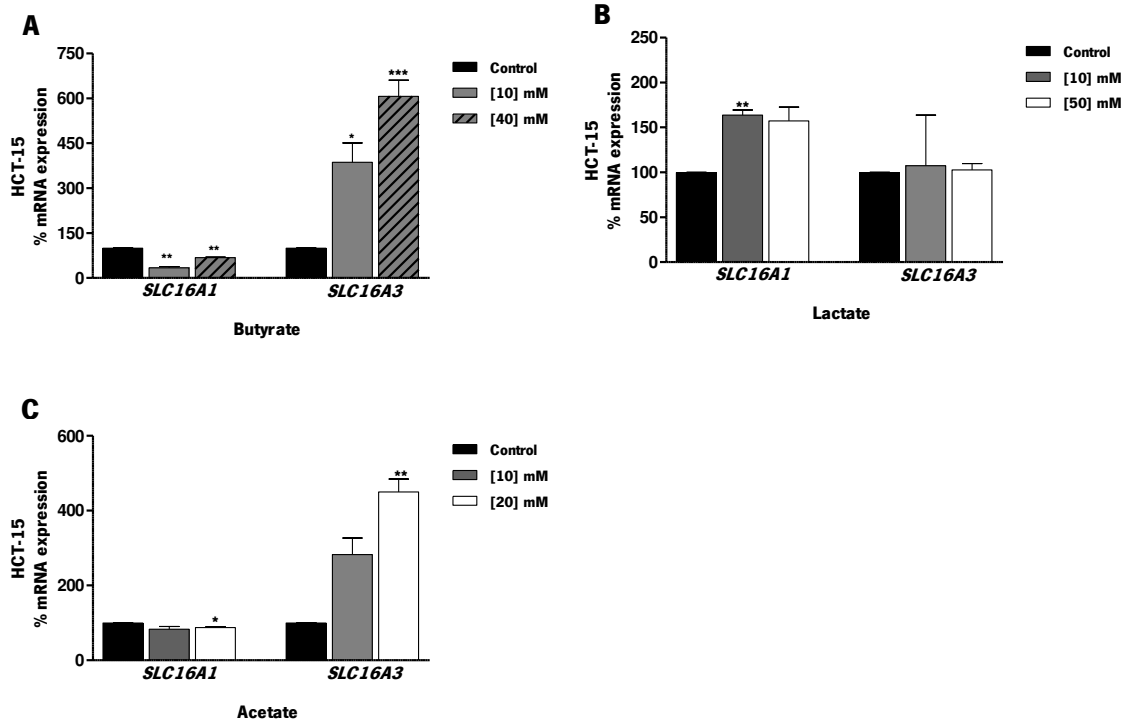 A
HCT-15
% mRNA expression
750
600
450
300
150
0
**
**
*
***
SLC16A1
SLC16A3
Butyrate
Control
[10] mM
[40] mM
B
HCT-15
% mRNA expression
250
200
150
100
50
0
**
SLC16A1
SLC16A3
Lactate
Control
[10] mM
[50] mM
C
HCT-15
% mRNA expression
600
400
200
0
*
**
SLC16A1
SLC16A3
Acetate
Control
[10] mM
[20] mM